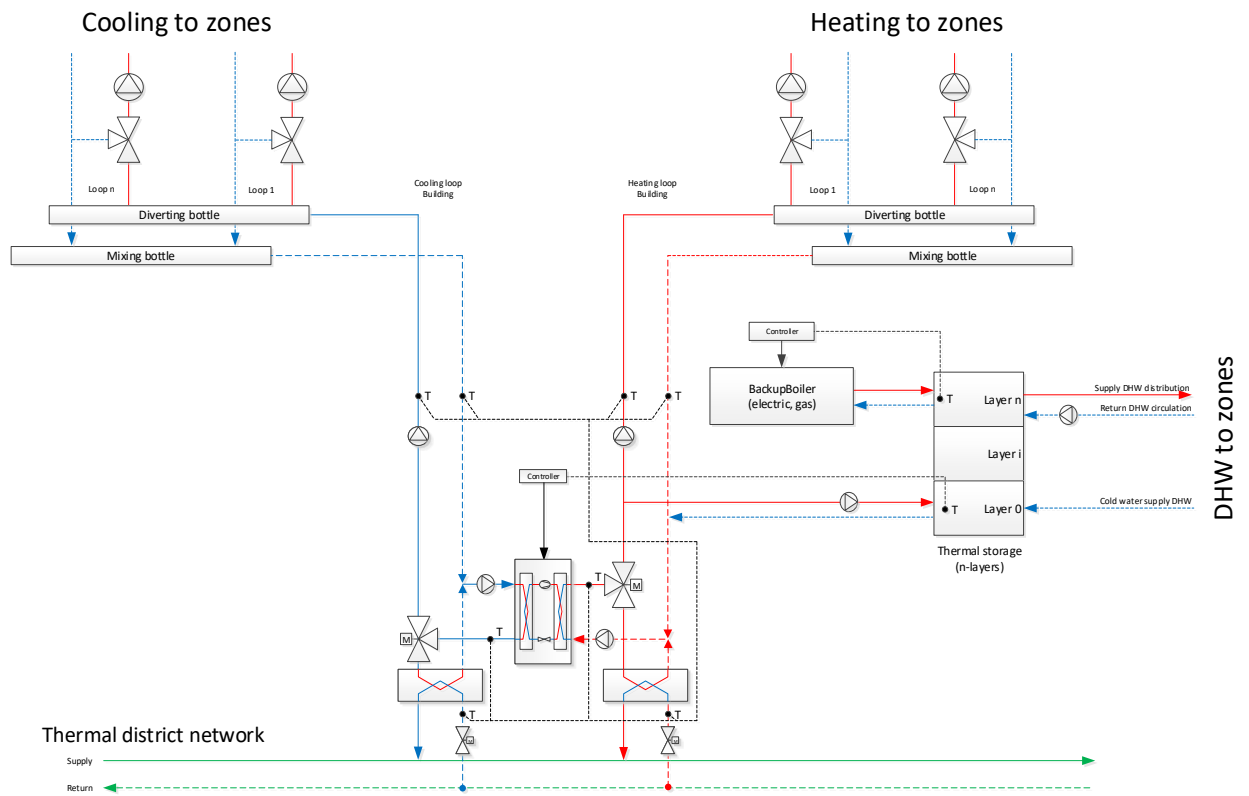 Cooling to zones
Heating to zones
Loop n
Loop 1
Cooling loop
Building
Heating loop
Building
Loop 1
Loop n
Diverting bottle
Diverting bottle
Mixing bottle
Mixing bottle
Controller
BackupBoiler
(electric, gas)
T
Layer n
Supply DHW distribution
Return DHW circulation
T
T
T
T
Layer i
DHW to zones
Controller
T
Layer 0
Cold water supply DHW
Thermal storage
(n-layers)
T
M
M
T
T
T
M
M
Thermal district network
Supply
Return